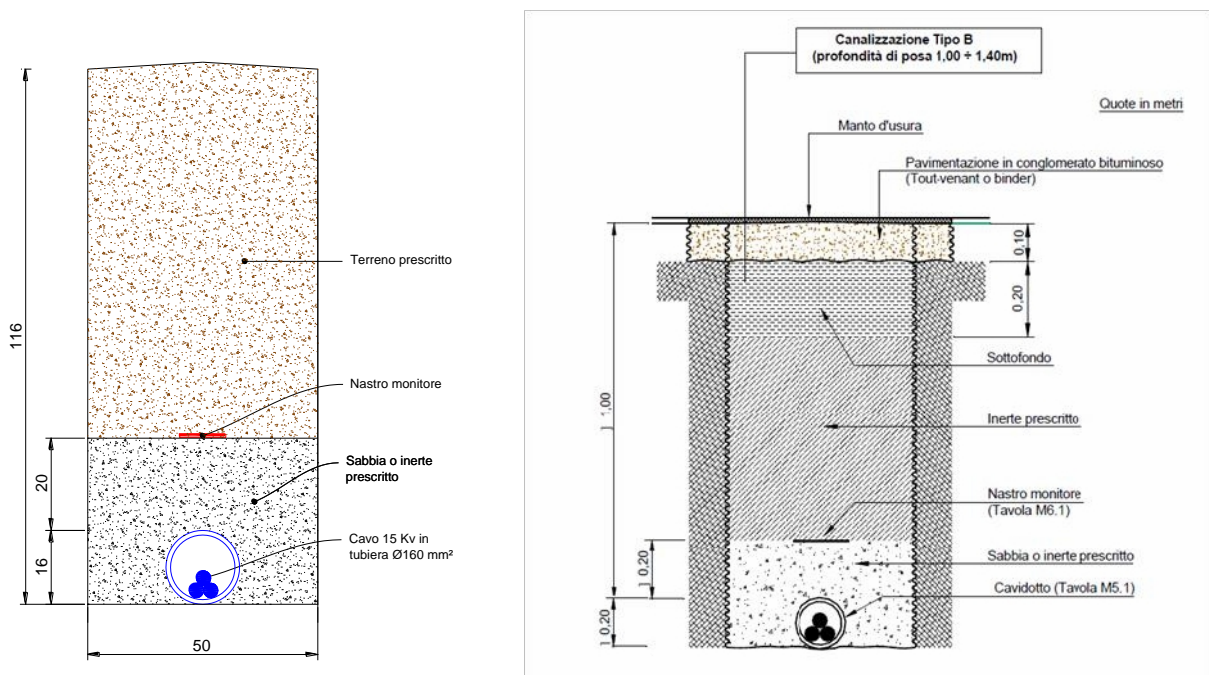 116
20
16
50
Terreno prescritto
Nastro monitore
Sabbia o inerte
prescritto
Cavo 15 Kv in
tubiera Ø160 mm²
Canalizzazione Tipo B
(profondità di posa 1,00 ÷ 1,40m)
Quote in metri
Manto d'usura
Pavimentazione in conglomerato bituminoso
(Tout-venant o binder)
0,10
0,20
Sottofondo
1,00
Inerte prescritto
Nastro monitore
(Tavola M6.1)
0,20
Sabbia o inerte prescritto
Cavidotto (Tavola M5.1)
0,20